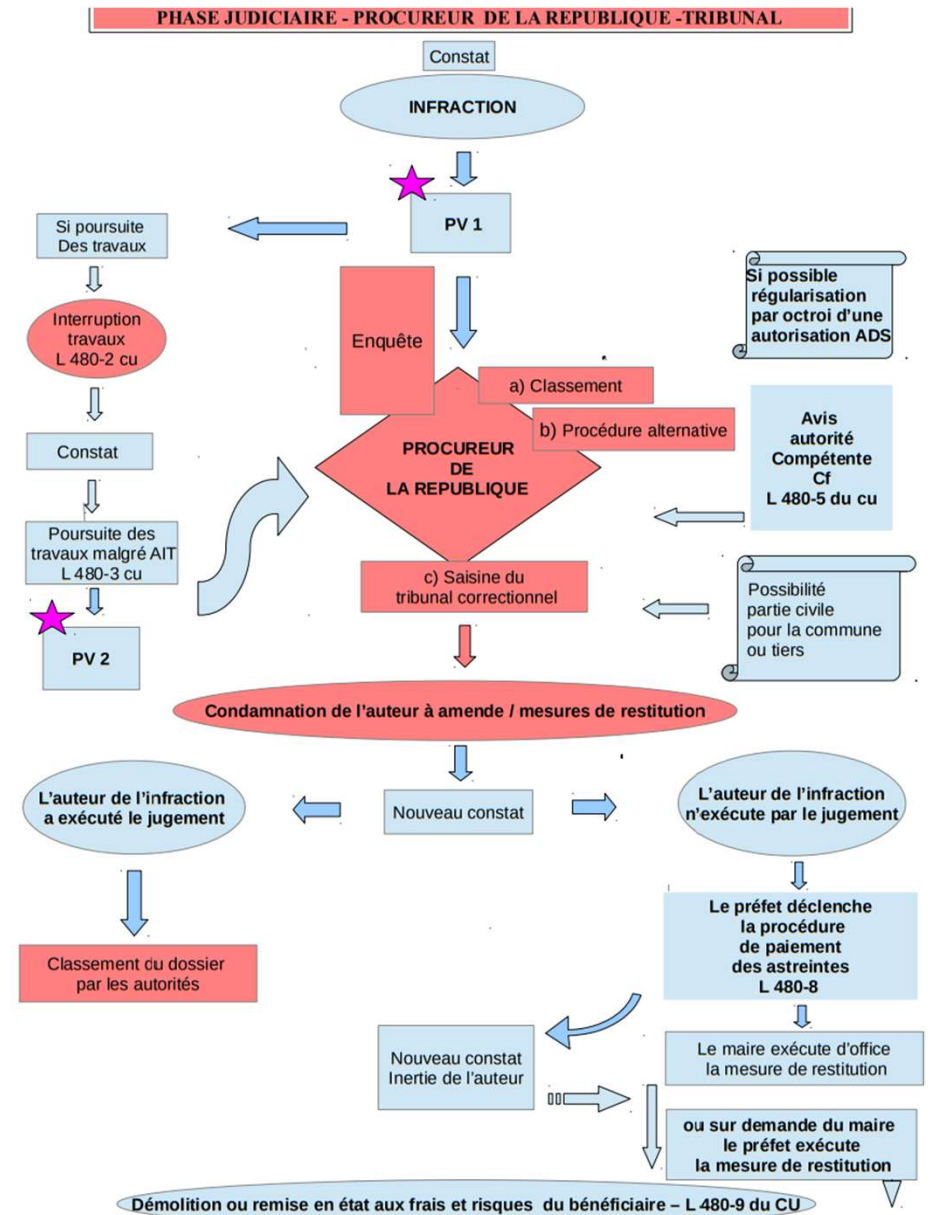 PHASE JUDICIAIRE - PROCUREUR DE LA REPUBLIQUE -TRIBUNAL
Constat
INFRACTION
PV 1
Si poursuite
Des travaux
Interruption
travaux
L 480-2 cu
Constat
Poursuite des
travaux malgré AIT
L 480-3 cu
PV 2
Enquête
a) Classement
b) Procédure alternative
PROCUREUR
DE
LA REPUBLIQUE
c) Saisine du
tribunal correctionnel
Si possible
régularisation
par octroi d'une
autorisation ADS
Avis
autorité
Compétente
Cf
L 480-5 du cu
Possibilité
partie civile
pour la commune
ou tiers
Condamnation de l'auteur à amende / mesures de restitution
L'auteur de l'infraction
a exécuté le jugement
Nouveau constat
L'auteur de l'infraction
n'exécute par le jugement
Classement du dossier
par les autorités
Le préfet déclenche
la procédure
de paiement
des astreintes
L 480-8
Nouveau constat
Inertie de l'auteur
Le maire exécute d'office
la mesure de restitution
ou sur demande du maire
le préfet exécute
la mesure de restitution
Démolition ou remise en état aux frais et risques du bénéficiaire – L 480-9 du CU